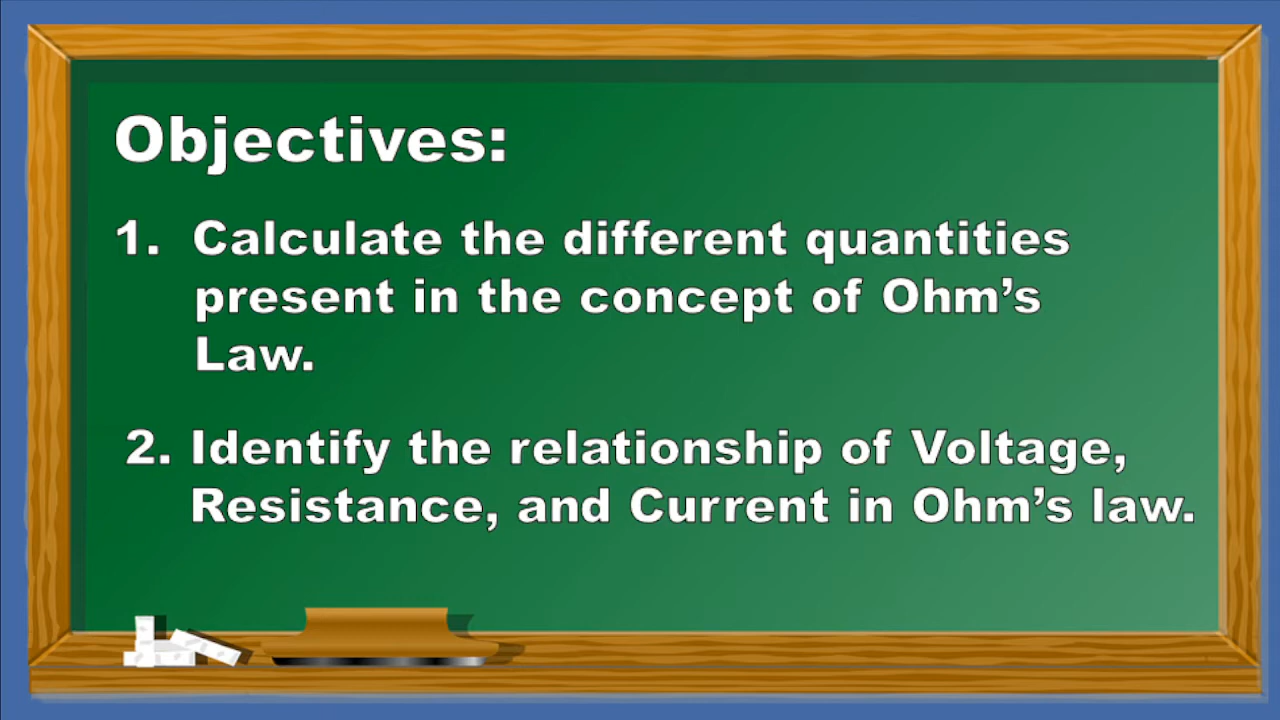 Objectives:
1. Calculate the different quantities
present in the concept of Ohm’s
Law.
2. Identify the relationship of Voltage,
Resistance, and Current in Ohm’s law.